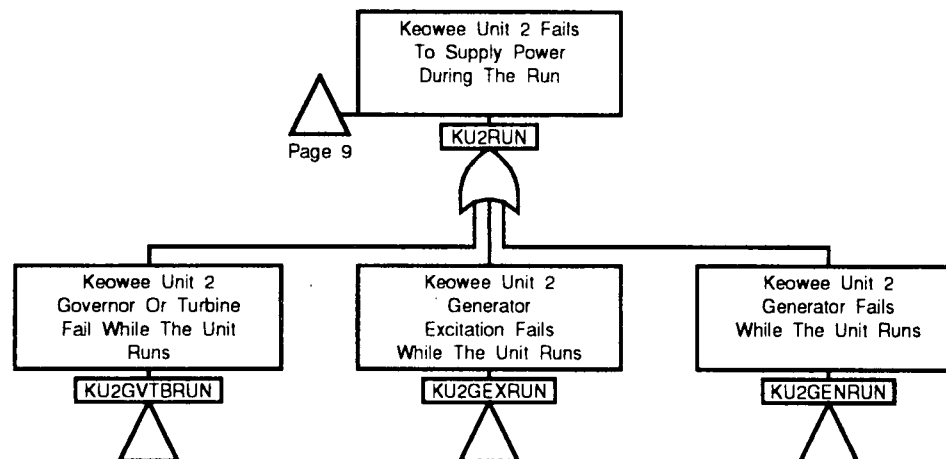 Keowee Unit 2 Fails
To Supply Power
During The Run
Page 9
KU2RUN
Keowee Unit 2
Governor Or Turbine
Fail While The Unit
Runs
KU2GVTBRUN
Keowee Unit 2
Generator
Excitation Fails
While The Unit Runs
KU2GEXRUN
Keowee Unit 2
Generator Fails
While The Unit Runs
KU2GENRUN